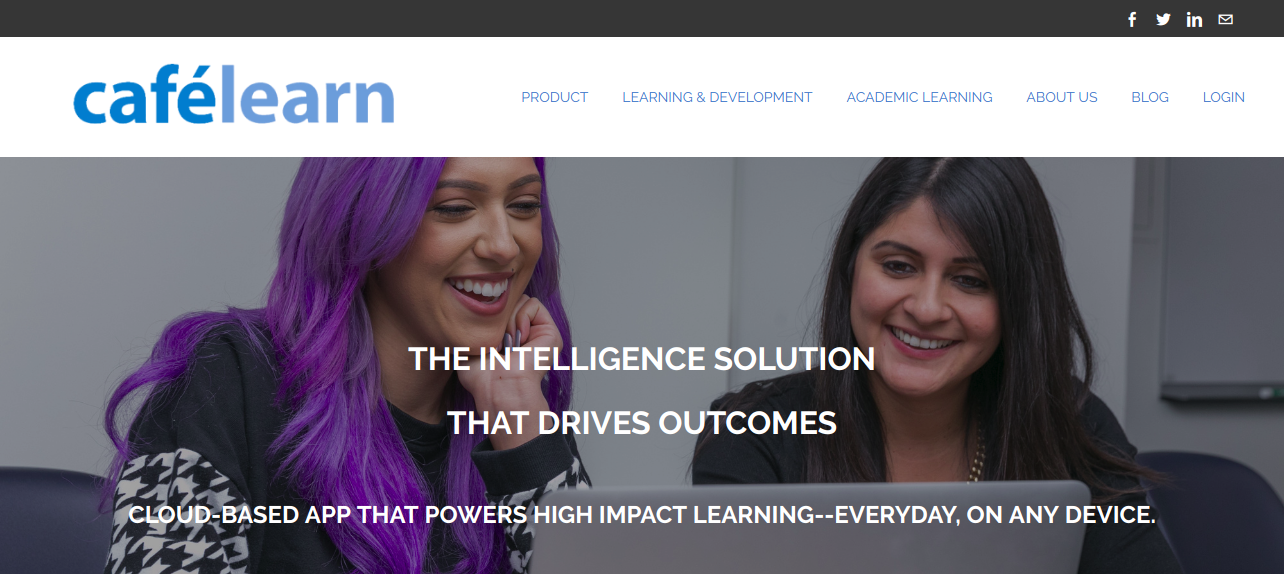 cafélearn
PRODUCT LEARNING & DEVELOPMENT ACADEMIC LEARNING ABOUT US BLOG LOGIN
THE INTELLIGENCE SOLUTION
THAT DRIVES OUTCOMES
CLOUD-BASED APP THAT POWERS HIGH IMPACT LEARNING--EVERYDAY, ON ANY DEVICE.